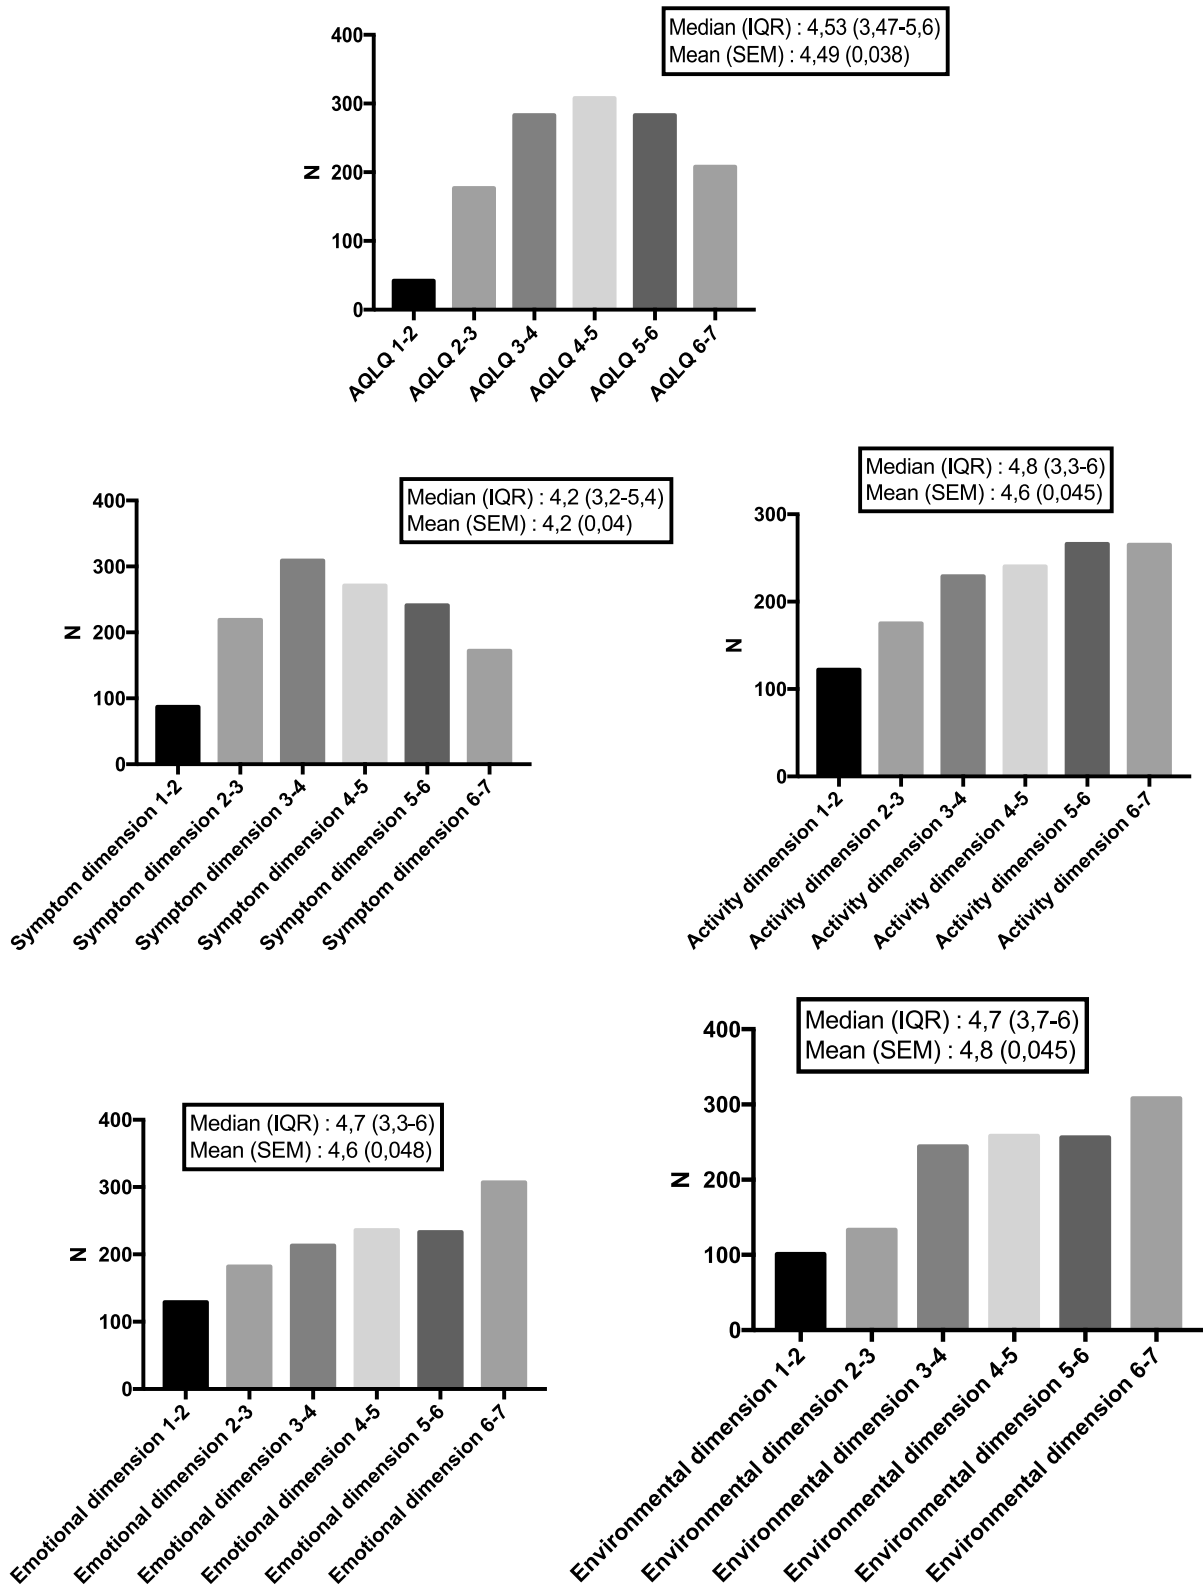 Median (IQR) : 4,53 (3,47-5,6)
Mean (SEM) : 4,49 (0,038)
400
300
200
100
0
N
AQLQ 1-2
AQLQ 2-3
AQLQ 3-4
AQLQ 4-5
AQLQ 5-6
AQLQ 6-7
Median (IQR) : 4,2 (3,2-5,4)
Mean (SEM) : 4,2 (0,04)
400
300
200
100
0
N
Symptom dimension 1-2
Symptom dimension 2-3
Symptom dimension 3-4
Symptom dimension 4-5
Symptom dimension 5-6
Symptom dimension 6-7
Median (IQR) : 4,8 (3,3-6)
Mean (SEM) : 4,6 (0,045)
300
200
100
0
N
Activity dimension 1-2
Activity dimension 2-3
Activity dimension 3-4
Activity dimension 4-5
Activity dimension 5-6
Activity dimension 6-7
Median (IQR) : 4,7 (3,3-6)
Mean (SEM) : 4,6 (0,048)
400
300
200
100
0
N
Emotional dimension 1-2
Emotional dimension 2-3
Emotional dimension 3-4
Emotional dimension 4-5
Emotional dimension 5-6
Emotional dimension 6-7
Median (IQR) : 4,7 (3,7-6)
Mean (SEM) : 4,8 (0,045)
400
300
200
100
0
N
Environmental dimension 1-2
Environmental dimension 2-3
Environmental dimension 3-4
Environmental dimension 4-5
Environmental dimension 5-6
Environmental dimension 6-7